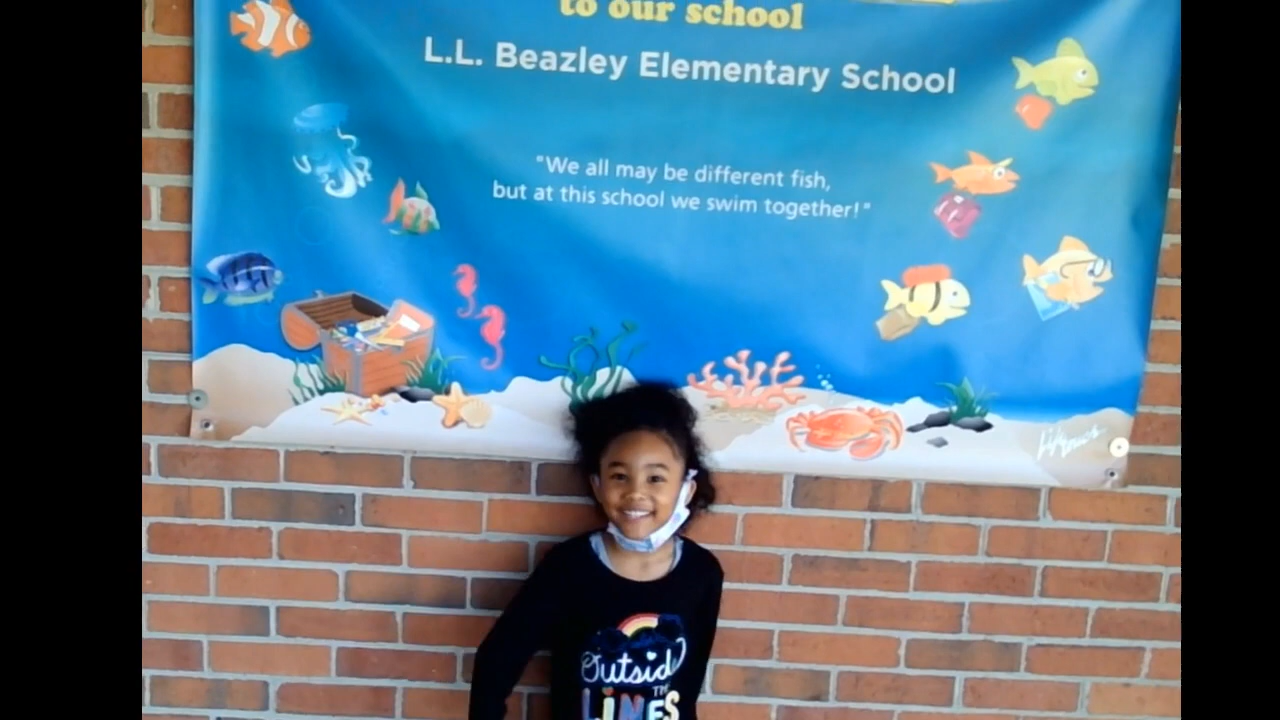 to our school
L.L. Beazley Elementary School
"We all may be different fish,
but at this school we swim together!"
Outside
THE
LINES